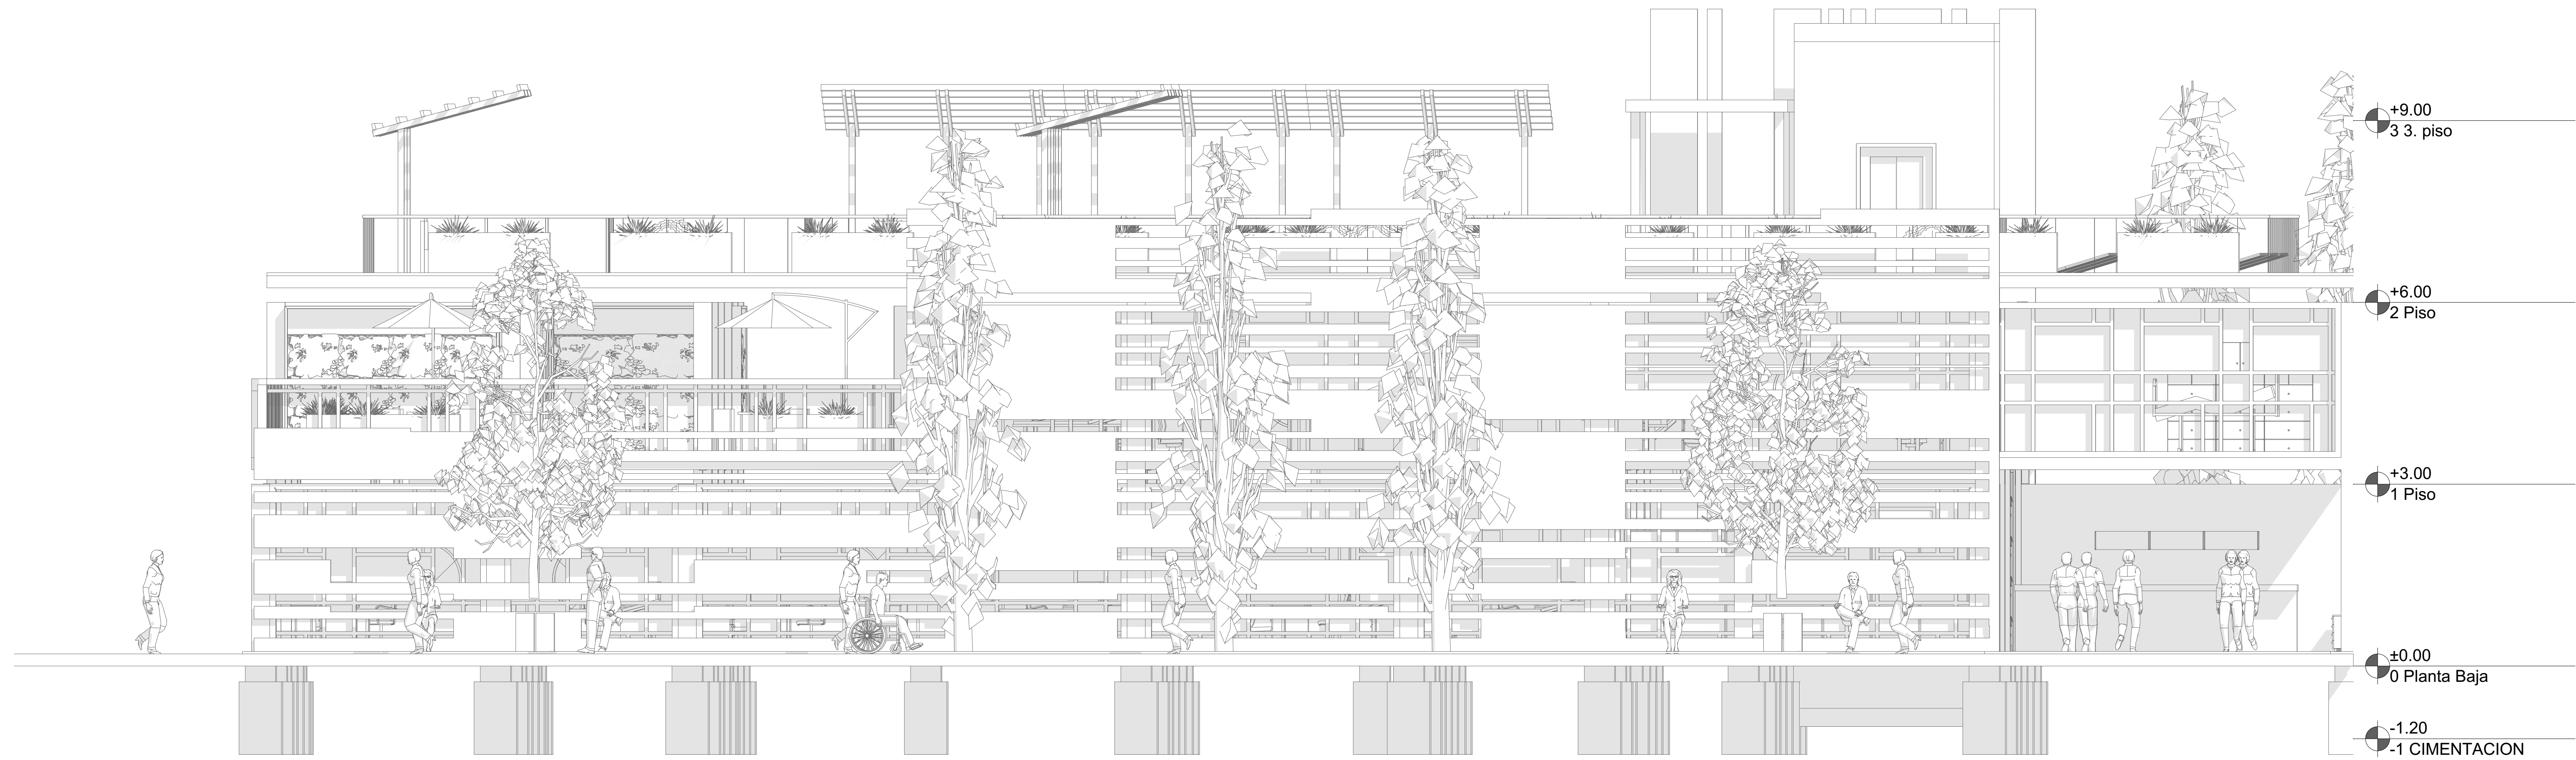 +9.00
3 3. piso
+6.00
2 Piso
+3.00
1 Piso
±0.00
0 Planta Baja
-1.20
-1 CIMENTACION